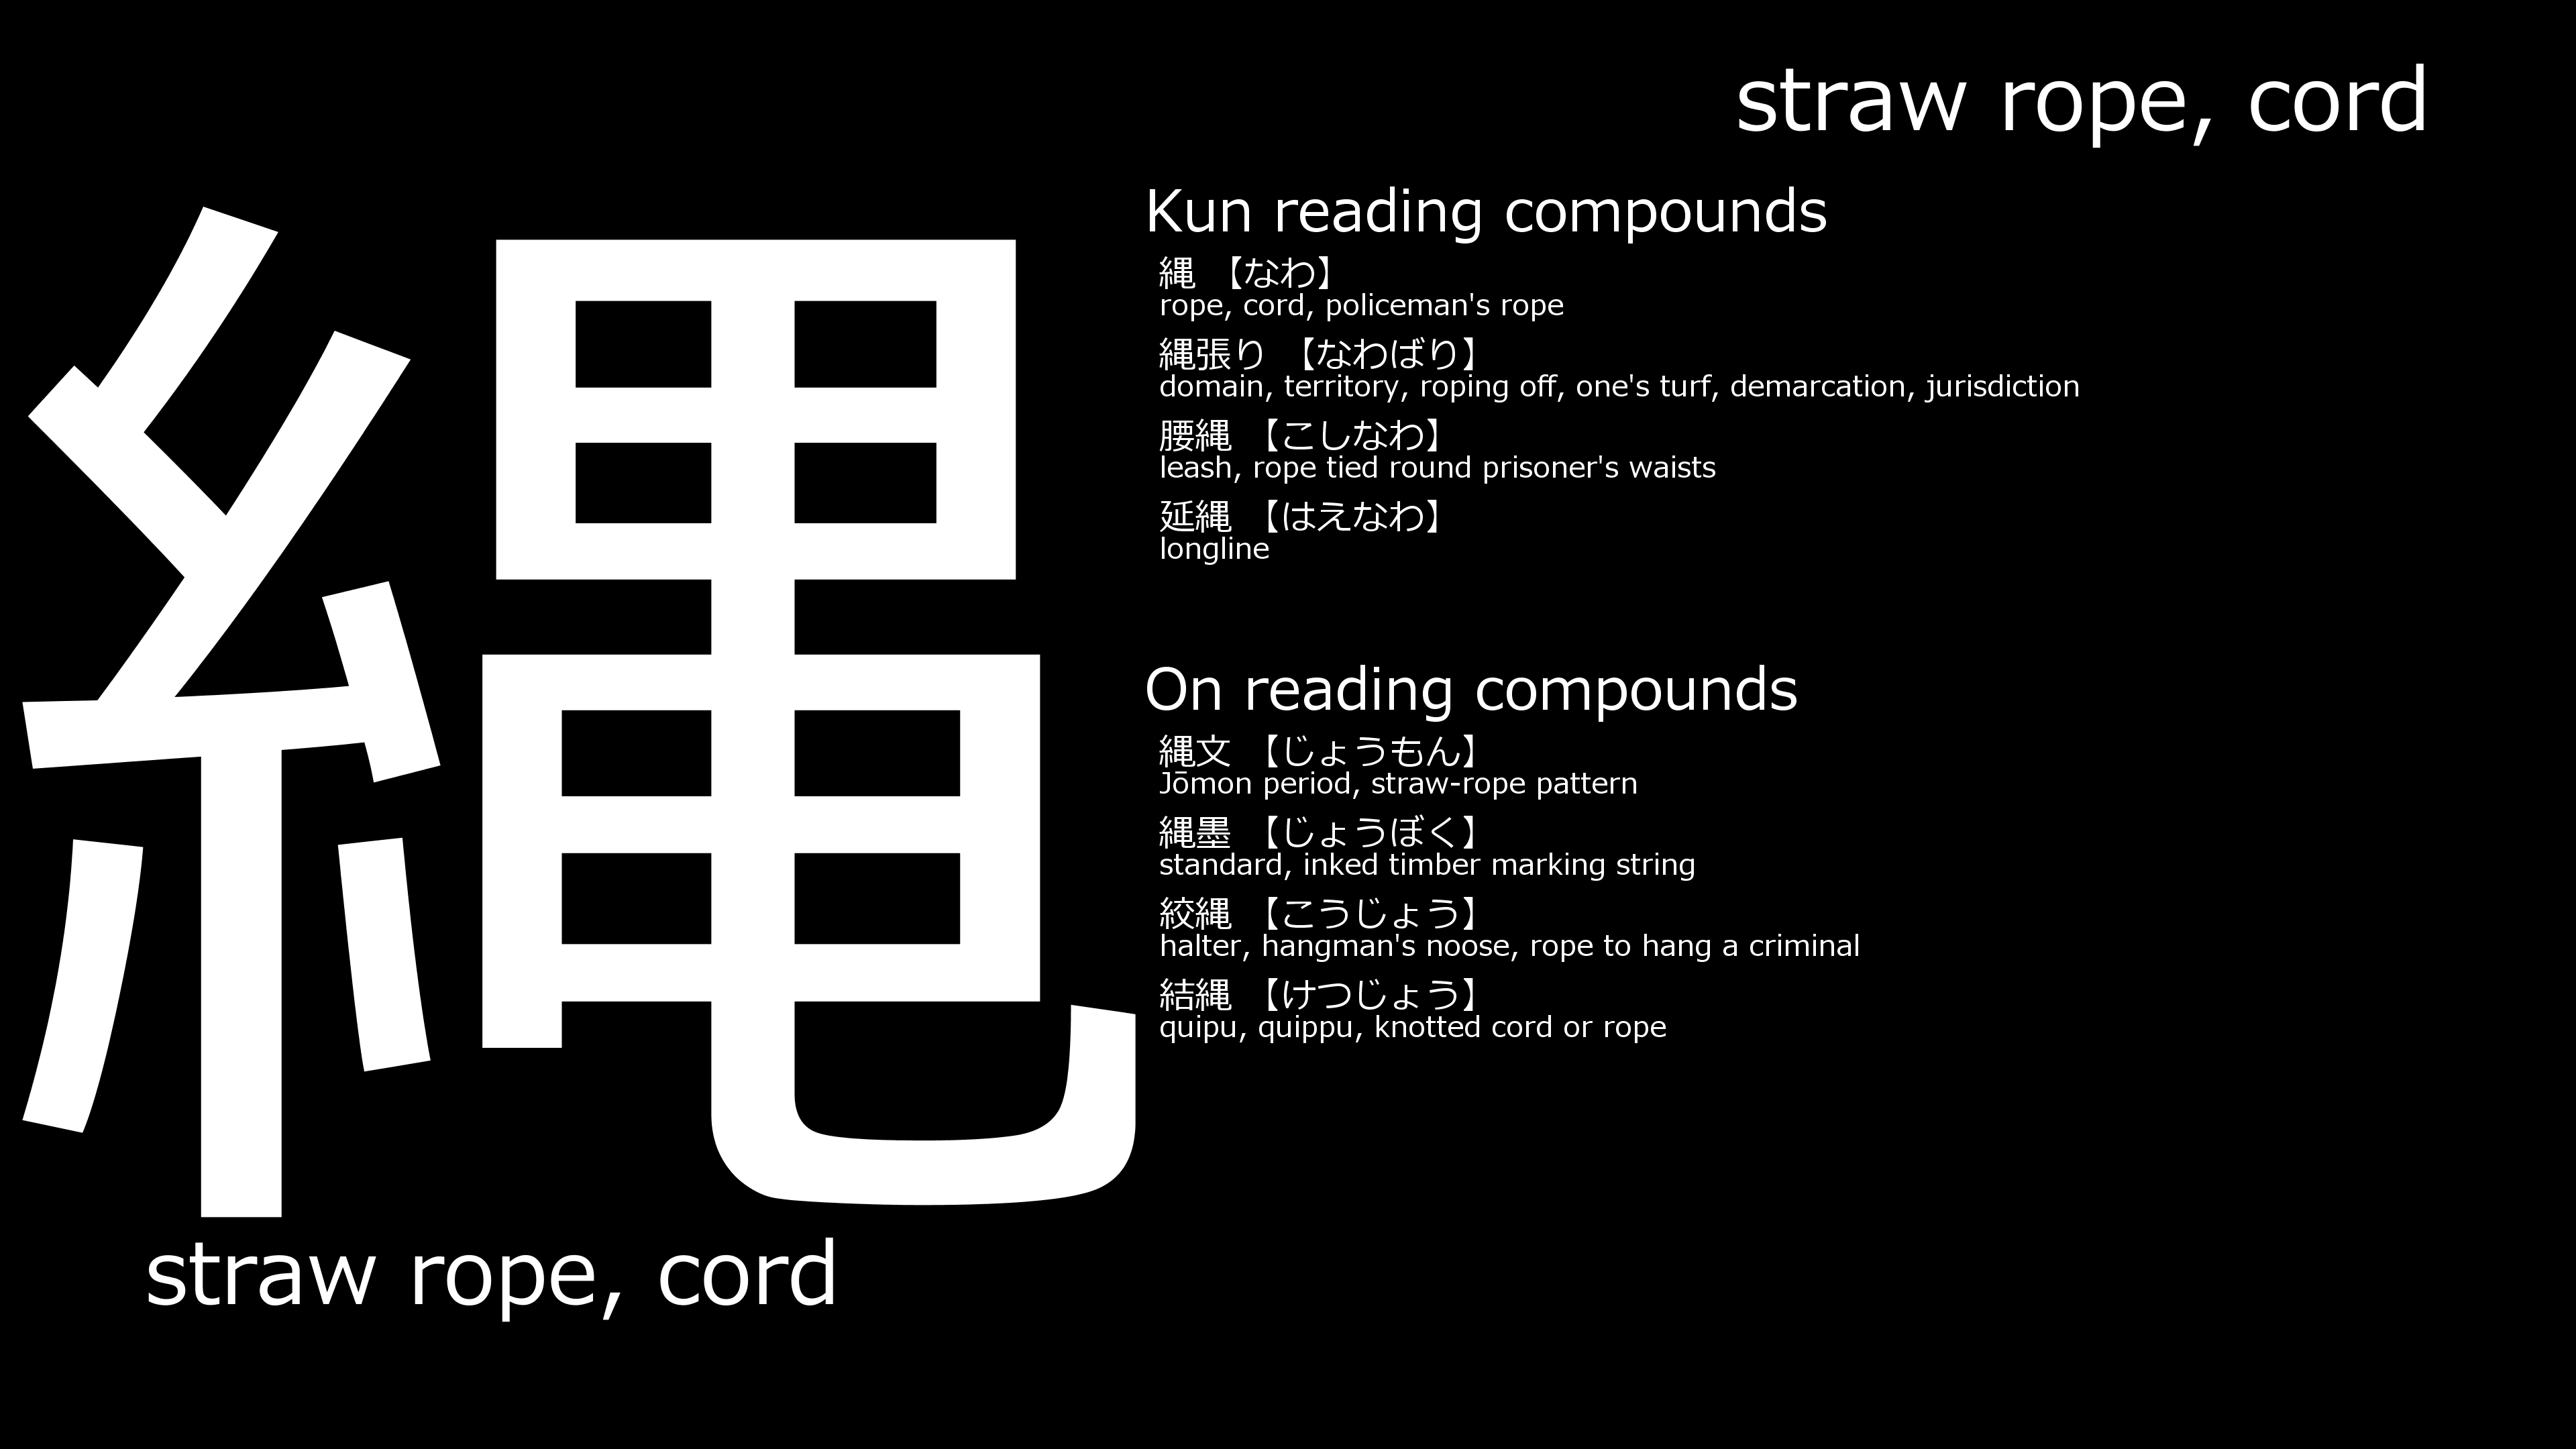 straw rope, cord
縄
straw rope, cord
Kun reading compounds
縄 【なわ】
rope, cord, policeman's rope
縄張り 【なわばり】
domain, territory, roping off, one's turf, demarcation, jurisdiction
腰縄 【こしなわ】
leash, rope tied round prisoner's waists
延縄 【はえなわ】
longline
On reading compounds
縄文 【じょうもん】
Jōmon period, straw-rope pattern
縄墨 【じょうぼく】
standard, inked timber marking string
絞縄 【こうじょう】
halter, hangman's noose, rope to hang a criminal
結縄 【けつじょう】
quipu, quippu, knotted cord or rope